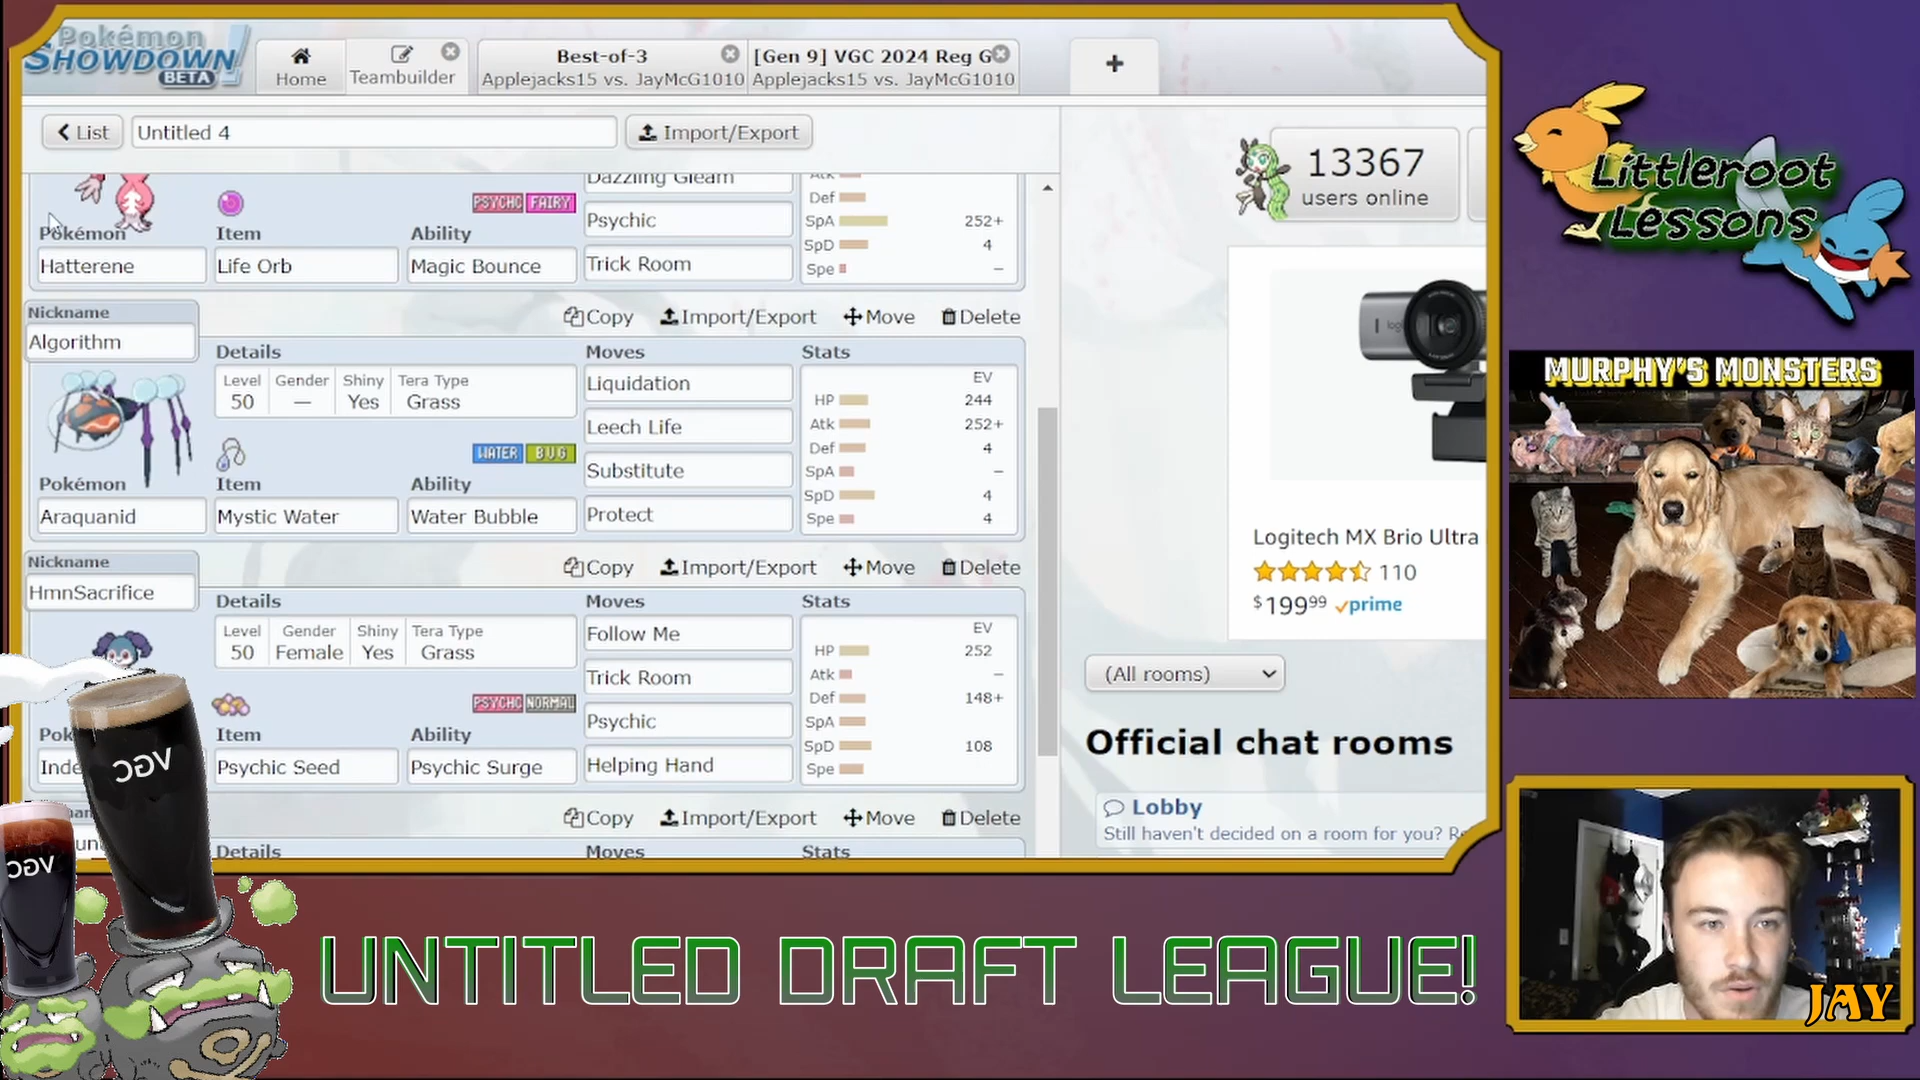 Pokémon
SHOWDOWN!
BETA
Home
Teambuilder
Best-of-3
Applejacks15 vs. JayMcG1010
[Gen 9] VGC 2024 Reg G
Applejacks15 vs. JayMcG1010
+
List
Untitled 4
Import/Export
Pokémon
Hatterene
Item
Life Orb
PSYCHC FAIRY
Ability
Magic Bounce
Dazzling Gleam
Psychic
Trick Room
Atk
Def
SpA 252+
SpD 4
Spe –
Copy Import/Export Move Delete
Nickname
Algorithm
Details
Level 50
Gender —
Shiny Yes
Tera Type Grass
WATER BUG
Pokémon
Araquanid
Item
Mystic Water
Ability
Water Bubble
Moves
Liquidation
Leech Life
Substitute
Protect
Stats
EV
HP 244
Atk 252+
Def 4
SpA –
SpD 4
Spe 4
Copy Import/Export Move Delete
Nickname
HmnSacrifice
Details
Level 50
Gender Female
Shiny Yes
Tera Type Grass
PSYCHC NORMAL
Pok
Inde
Item
Psychic Seed
Ability
Psychic Surge
Moves
Follow Me
Trick Room
Psychic
Helping Hand
Stats
EV
HP 252
Atk –
Def 148+
SpA
SpD 108
Spe
Copy Import/Export Move Delete
Details
Moves
Stats
13367
users online
Logitech MX Brio Ultra
110
$199.99 prime
(All rooms)
Official chat rooms
Lobby
Still haven't decided on a room for you?
Littleroot
Lessons
MURPHY'S MONSTERS
VGC
VGC
UNTITLED DRAFT LEAGUE!
JAY